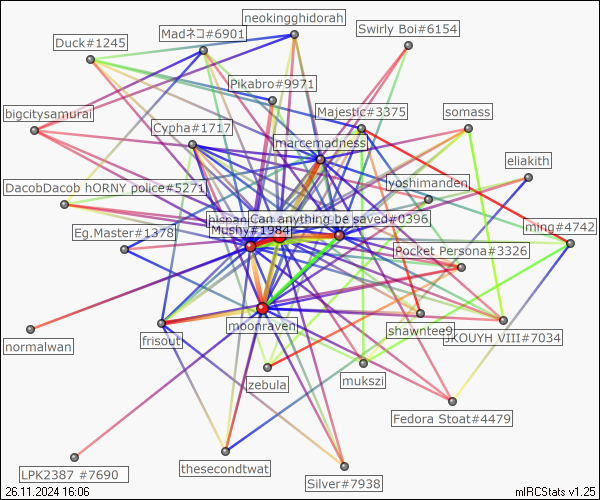 neokingghidorah
Swirly Boi#6154
Madネコ#6901
Duck#1245
Pikabro#9971
bigcitysamurai
Majestic#3375
somass
Cypha#1717
marcemadness
eliakith
yoshimanden
DacobDacob hORNY police#5271
Can anything be saved#0396
Mushy#1984
Eg.Master#1378
ming#4742
Pocket Persona#3326
moonraven
shawntee9
JKOUYH VIII#7034
normalwan
frisout
zebula
mukszi
Fedora Stoat#4479
thesecondtwat
LPK2387 #7690
Silver#7938
26.11.2024 16:06
mIRCStats v1.25